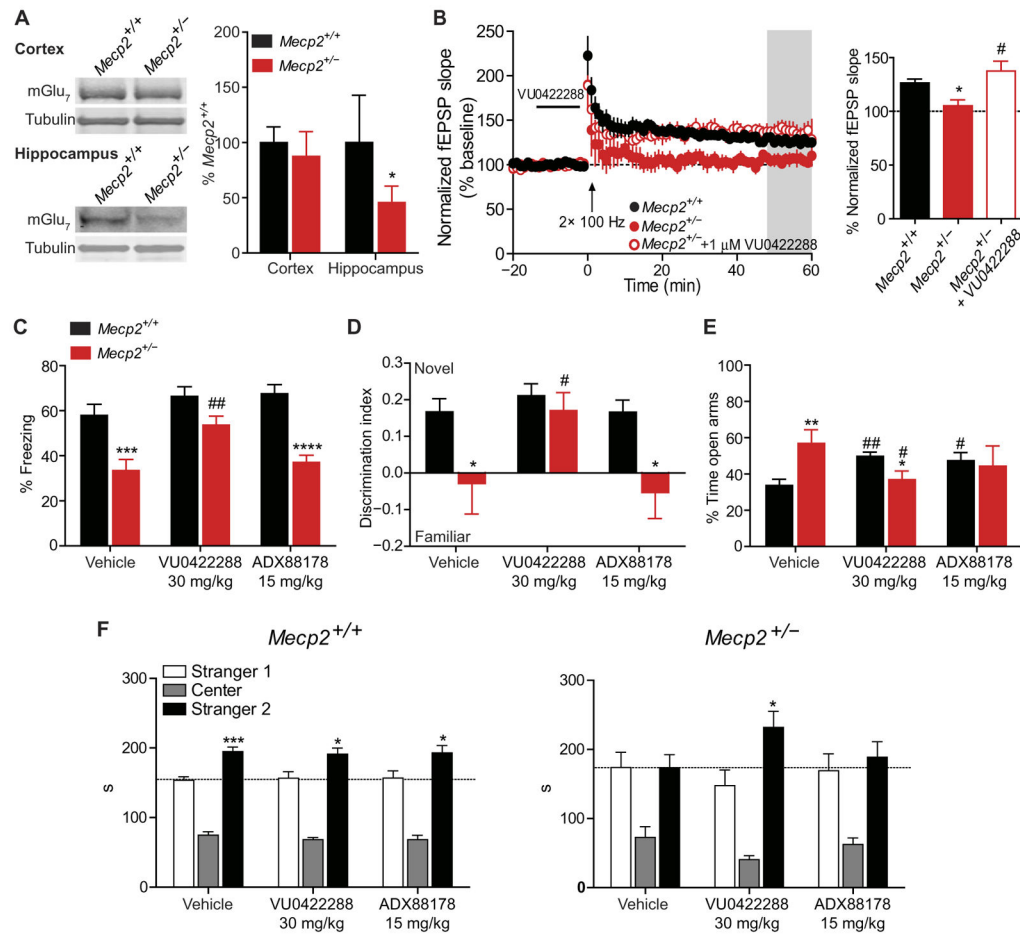 A
Mecp2+/+
Mecp2+/−
Cortex
mGlu7
Tubulin
Hippocampus
Mecp2+/+
Mecp2+/−
mGlu7
Tubulin
% Mecp2+/+
150
100
50
0
Mecp2+/+
Mecp2+/−
*
Cortex
Hippocampus
B
Normalized fEPSP slope
(% baseline)
250
200
150
100
50
0
VU0422288
2× 100 Hz
Mecp2+/+
Mecp2+/−
Mecp2+/−+1 μM VU0422288
−20
0
20
40
60
Time (min)
% Normalized fEPSP slope
150
100
50
0
*
#
Mecp2+/+
Mecp2+/−
Mecp2+/−
+ VU0422288
C
Mecp2+/+
Mecp2+/−
% Freezing
80
60
40
20
0
***
##
****
Vehicle
VU0422288
30 mg/kg
ADX88178
15 mg/kg
D
Discrimination index
0.3
0.2
0.1
0.0
−0.1
−0.2
Novel
Familiar
*
#
*
Vehicle
VU0422288
30 mg/kg
ADX88178
15 mg/kg
E
% Time open arms
100
80
60
40
20
0
**
##
#
*
#
Vehicle
VU0422288
30 mg/kg
ADX88178
15 mg/kg
F
Mecp2+/+
Stranger 1
Center
Stranger 2
s
300
200
100
0
***
*
*
Vehicle
VU0422288
30 mg/kg
ADX88178
15 mg/kg
Mecp2+/−
s
300
200
100
0
*
Vehicle
VU0422288
30 mg/kg
ADX88178
15 mg/kg